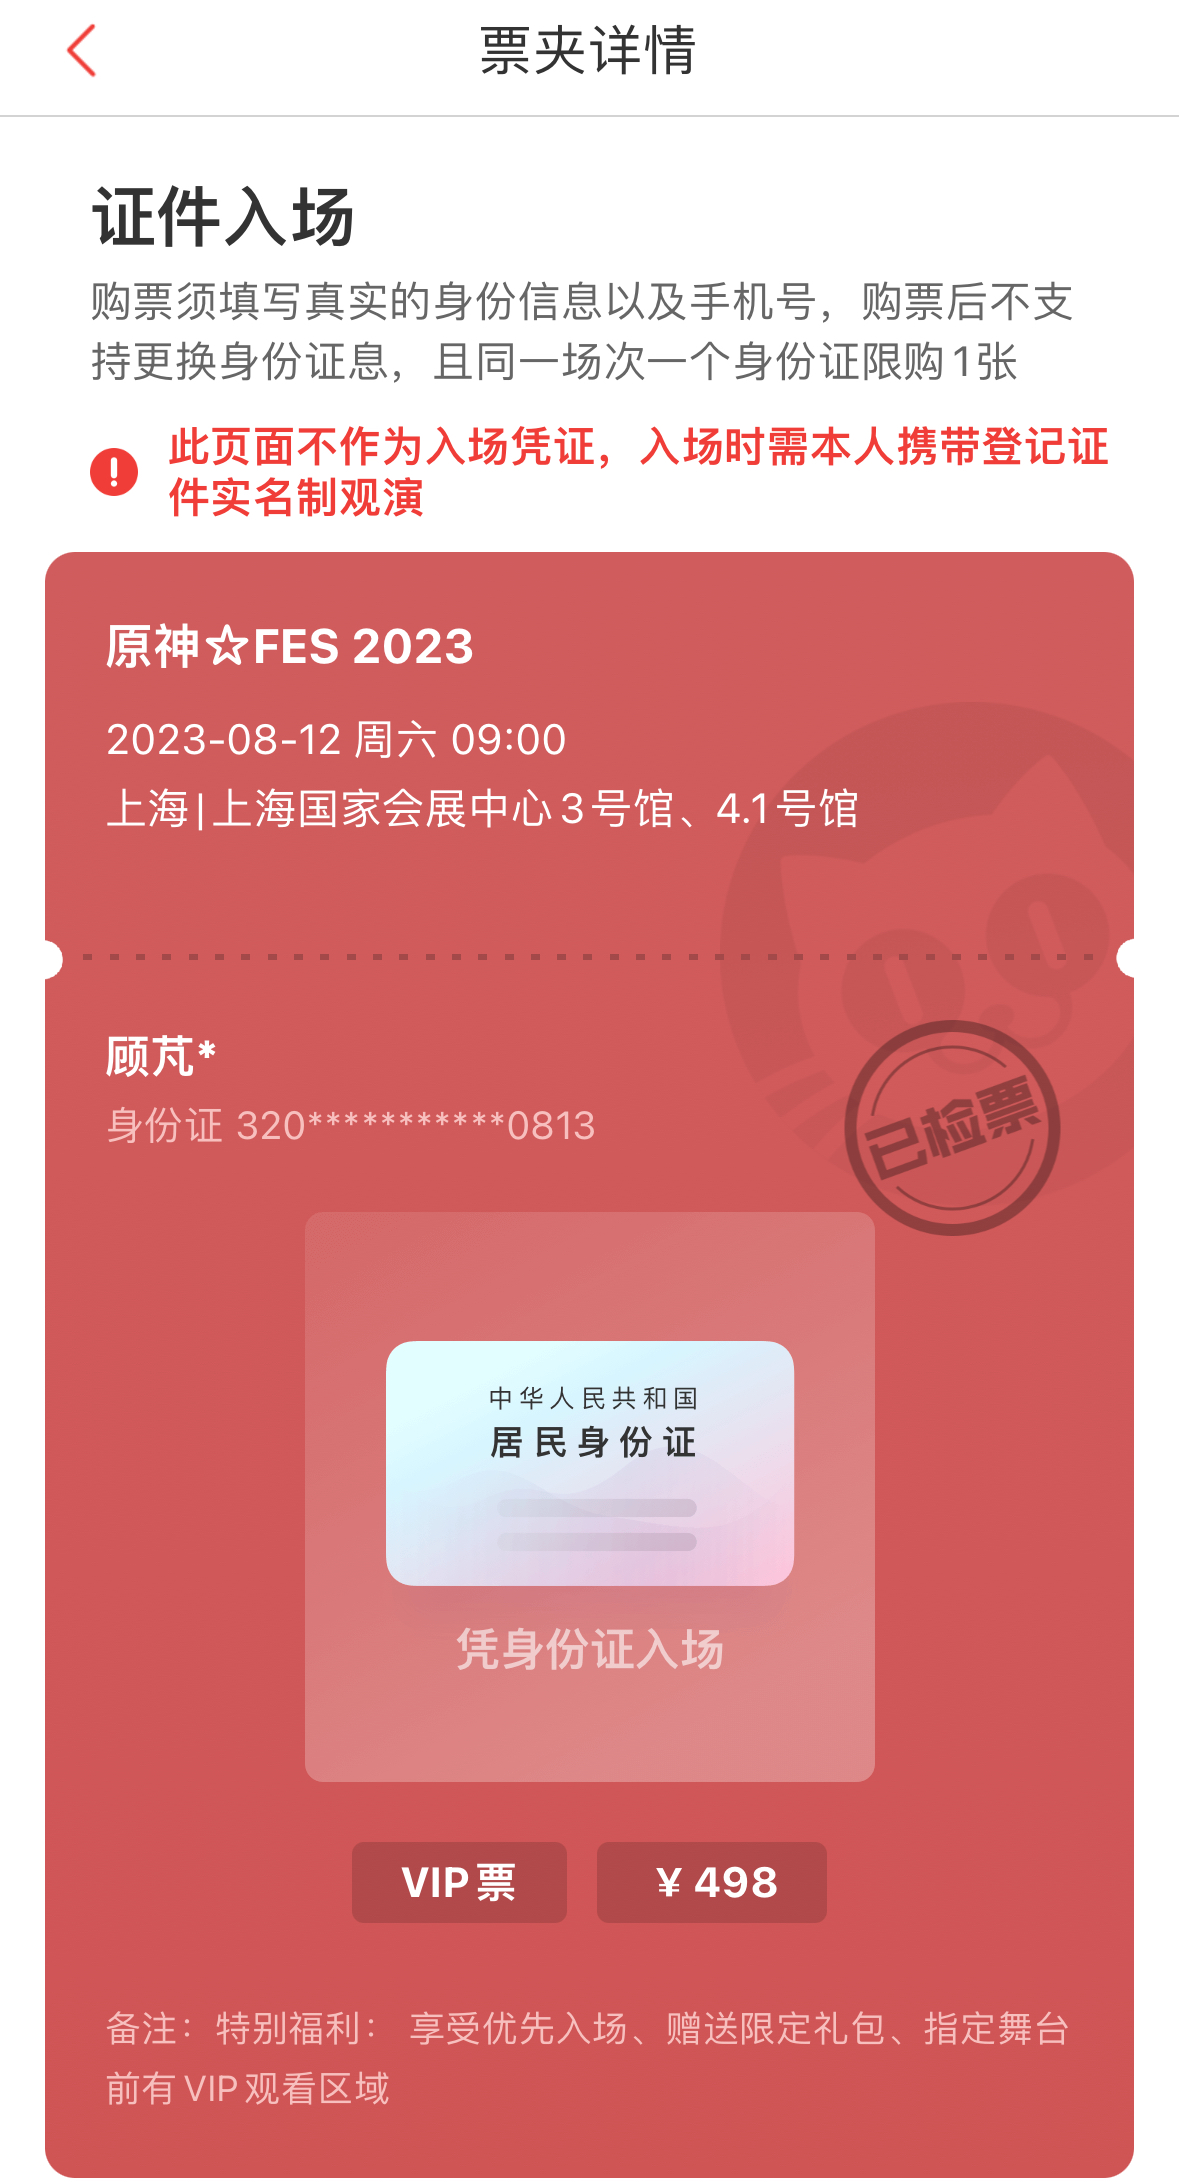 票夹详情
证件入场
购票须填写真实的身份信息以及手机号，购票后不支
持更换身份证息，且同一场次一个身份证限购1张
此页面不作为入场凭证，入场时需本人携带登记证
件实名制观演
原神☆FES 2023
2023-08-12 周六 09:00
上海|上海国家会展中心3号馆、4.1号馆
顾芃*
身份证 320***********0813
已检票
中华人民共和国
居民身份证
凭身份证入场
VIP票
¥ 498
备注：特别福利： 享受优先入场、赠送限定礼包、指定舞台
前有VIP观看区域